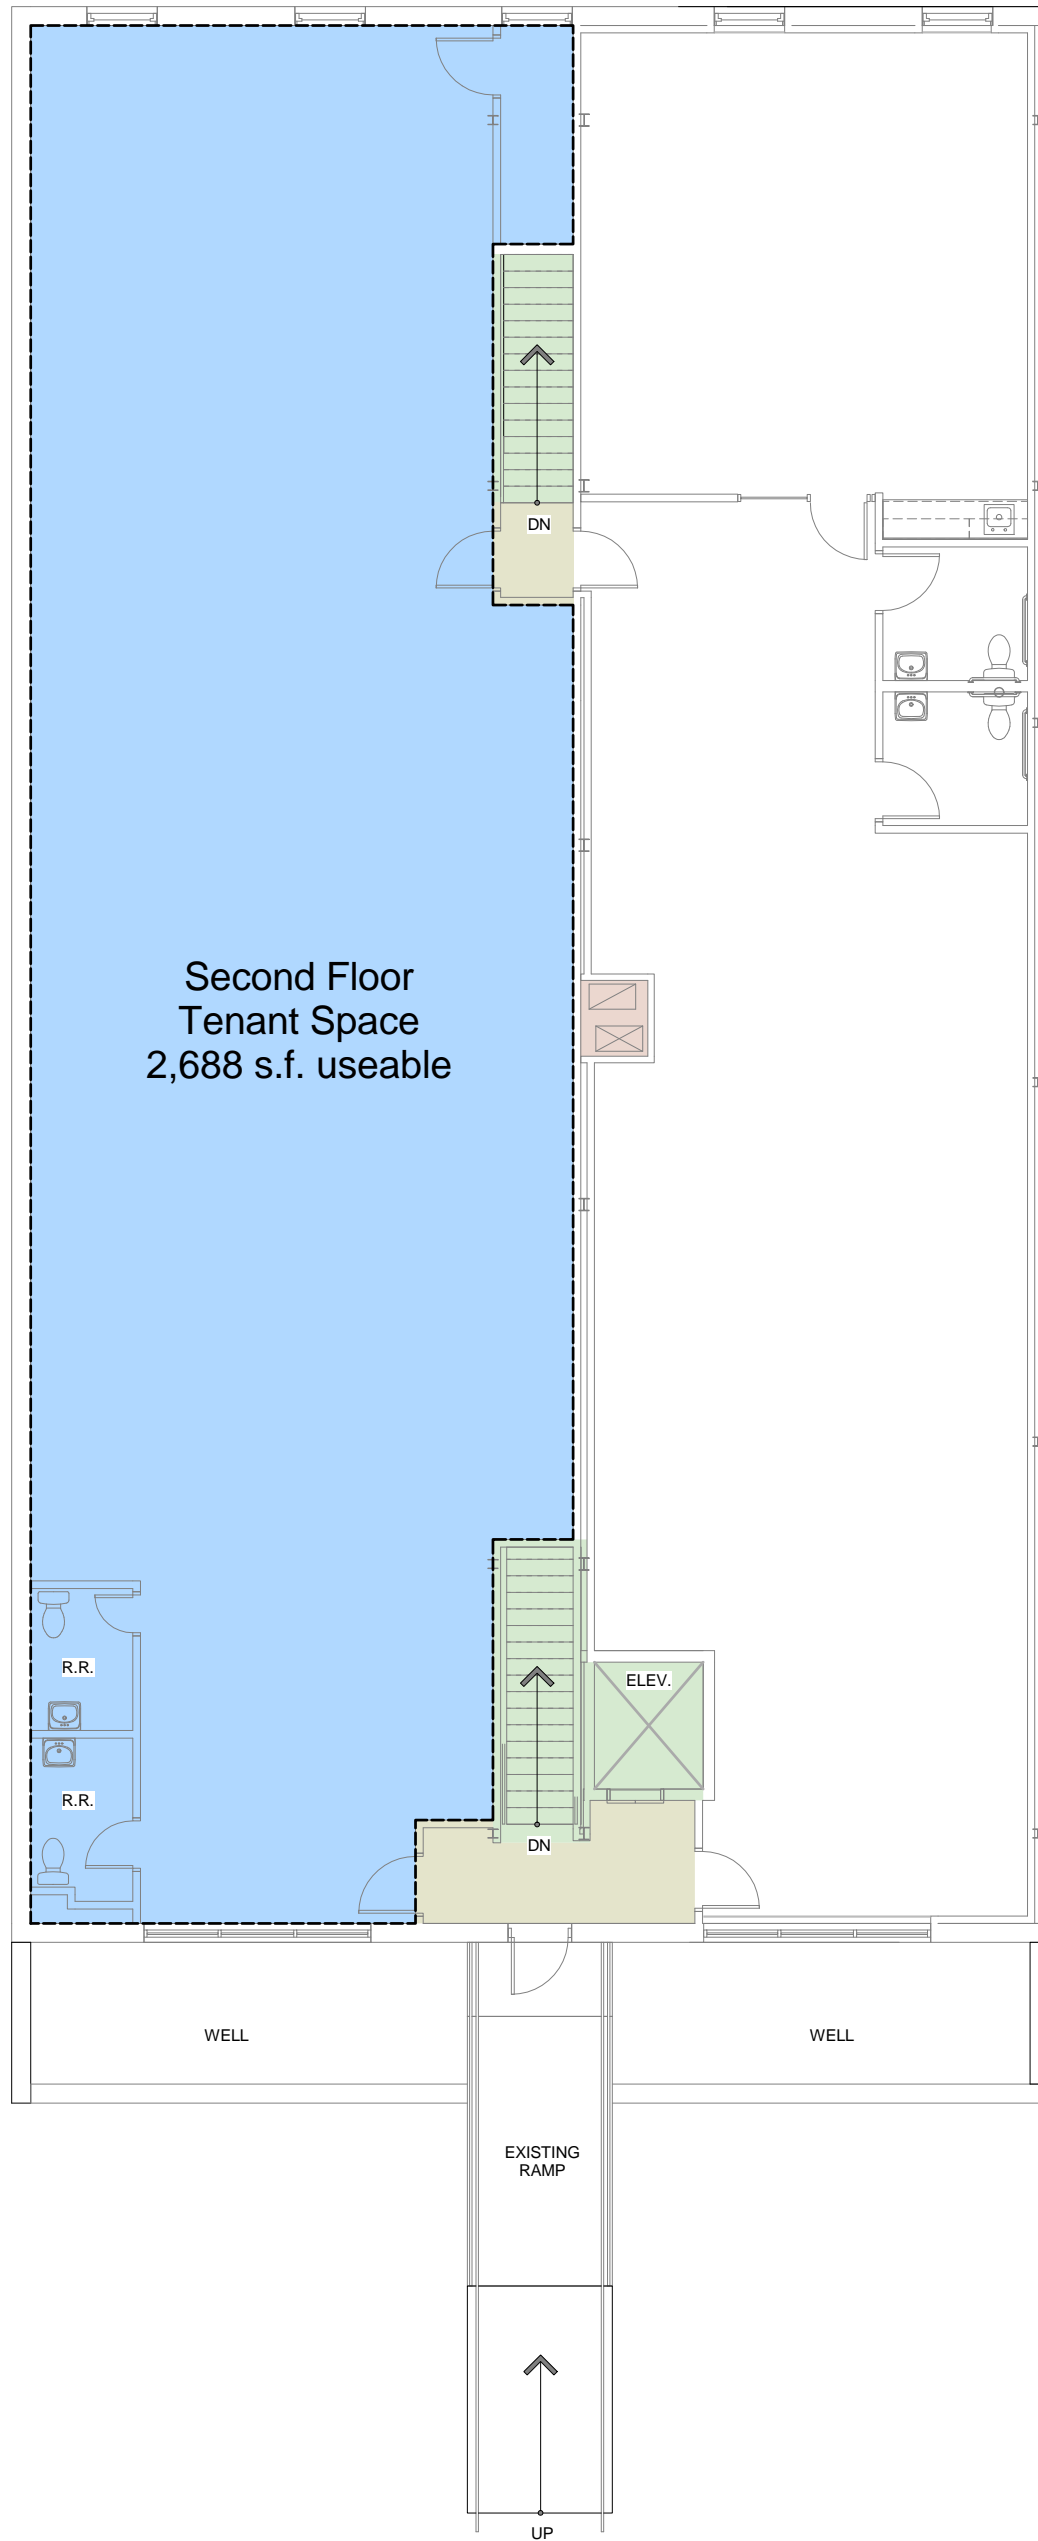 DN
Second Floor
Tenant Space
2,688 s.f. useable
R.R.
ELEV.
R.R.
DN
WELL
WELL
EXISTING
RAMP
UP